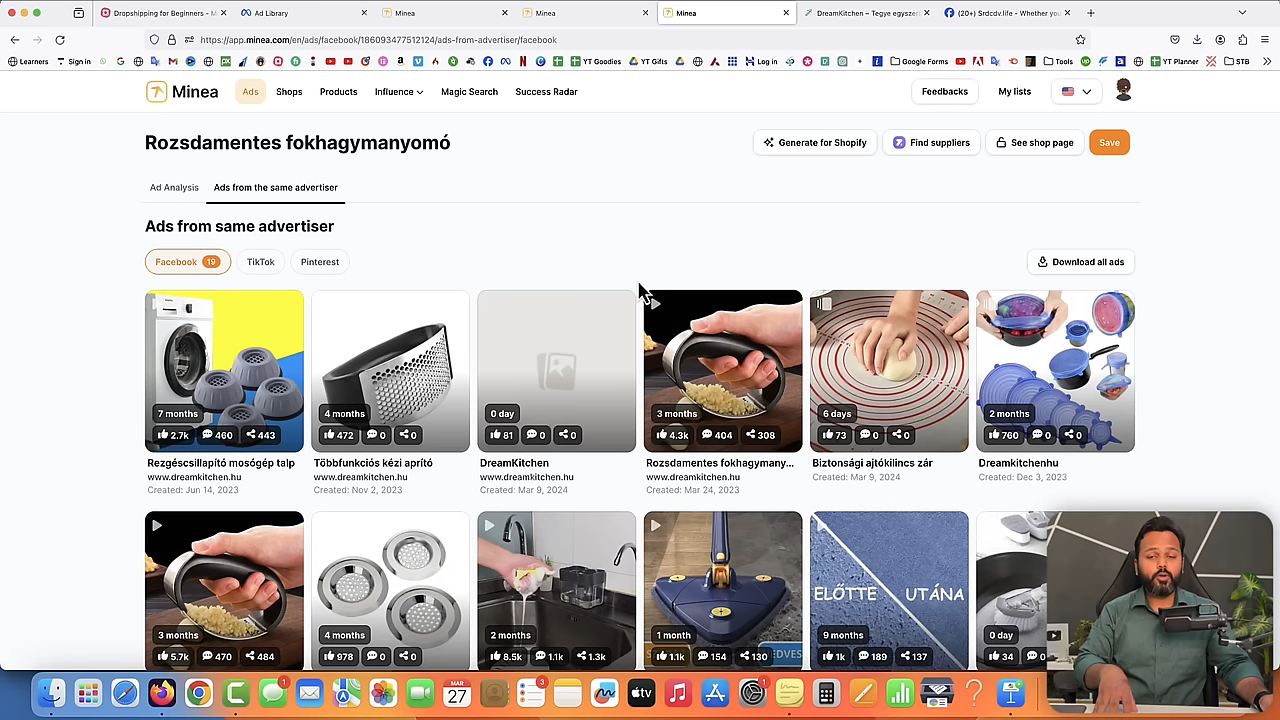 Dropshipping for Beginners - M
Ad Library
Minea
Minea
Minea
DreamKitchen – Tegye egyszer
(20+) Srdcdv.life - Whether you
https://app.minea.com/en/ads/facebook/186093477512124/ads-from-advertiser/facebook
Learners
Sign in
YT Goodies
YT Gifts
Log in
Google Forms
Tools
YT Planner
STB
Minea
Ads
Shops
Products
Influence
Magic Search
Success Radar
Feedbacks
My lists
Rozsdamentes fokhagymanyomó
Generate for Shopify
Find suppliers
See shop page
Save
Ad Analysis
Ads from the same advertiser
Ads from same advertiser
Facebook 19
TikTok
Pinterest
Download all ads
7 months
2.7k 460 443
Rezgéscsillapító mosógép talp
www.dreamkitchen.hu
Created: Jun 14, 2023
4 months
472 0 0
Többfunkciós kézi aprító
www.dreamkitchen.hu
Created: Nov 2, 2023
0 day
81 0 0
DreamKitchen
www.dreamkitchen.hu
Created: Mar 9, 2024
3 months
4.3k 404 308
Rozsdamentes fokhagymany...
www.dreamkitchen.hu
Created: Mar 24, 2023
6 days
73 0 0
Biztonsági ajtókilincs zár
Created: Mar 9, 2024
2 months
760 0 0
Dreamkitchenhu
Created: Dec 3, 2023
3 months
5.7k 470 484
4 months
978 0 0
2 months
8.5k 1.1k 1.3k
1 month
1.1k 154 130
ELŐTTE UTÁNA
9 months
1k 189 137
0 day
34 0
1
MAR
27
3
tv
1